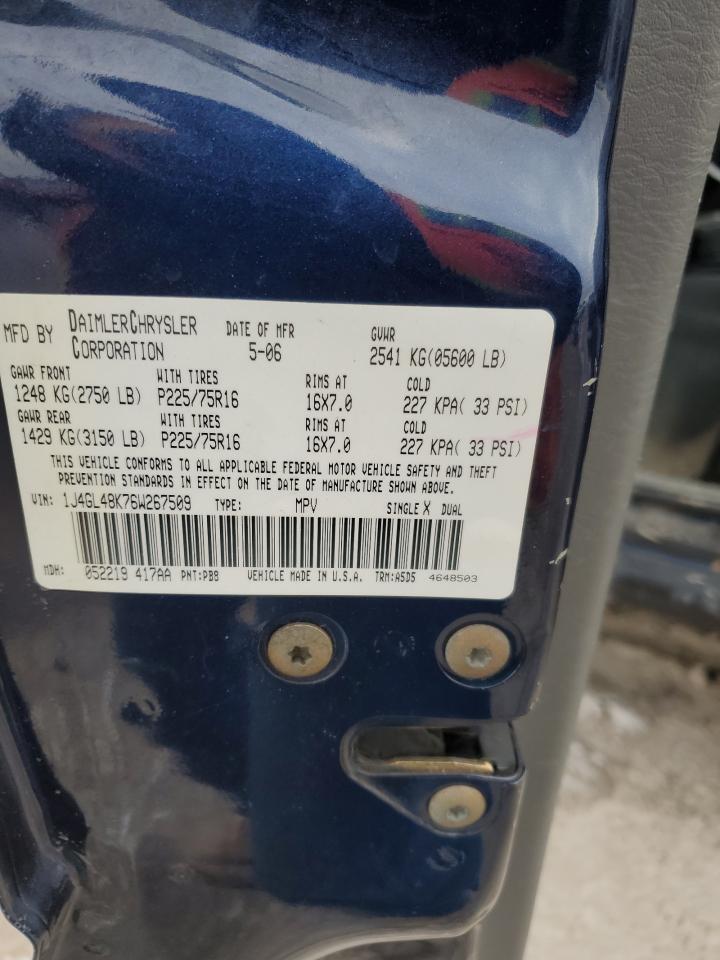 MFD BY DAIMLERCHRYSLER CORPORATION DATE OF MFR 5-06 GVWR 2541 KG(05600 LB)
GAWR FRONT WITH TIRES RIMS AT COLD
1248 KG(2750 LB) P225/75R16 16X7.0 227 KPA( 33 PSI)
GAWR REAR WITH TIRES RIMS AT COLD
1429 KG(3150 LB) P225/75R16 16X7.0 227 KPA( 33 PSI)
THIS VEHICLE CONFORMS TO ALL APPLICABLE FEDERAL MOTOR VEHICLE SAFETY AND THEFT
PREVENTION STANDARDS IN EFFECT ON THE DATE OF MANUFACTURE SHOWN ABOVE.
VIN: 1J4GL48K76W267509 TYPE: MPV SINGLE X DUAL
MDH: 052219 417AA PNT:PB8 VEHICLE MADE IN U.S.A. TRM:A5D5 4648503